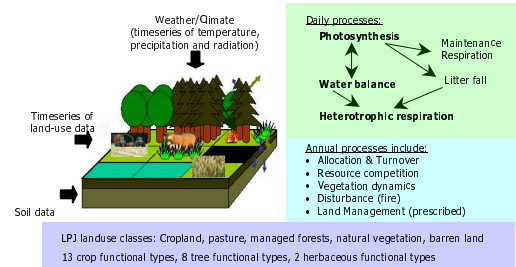 Weather/Climate
(timeseries of temperature,
precipitation and radiation)
Timeseries of
land-use data
Soil data
Daily processes:
Photosynthesis
Maintenance
Respiration
Litter fall
Water balance
Heterotrophic respiration
Annual processes include:
• Allocation & Turnover
• Resource competition
• Vegetation dynamics
• Disturbance (fire)
• Land Management (prescribed)
LPJ landuse classes: Cropland, pasture, managed forests, natural vegetation, barren land
13 crop functional types, 8 tree functional types, 2 herbaceous functional types